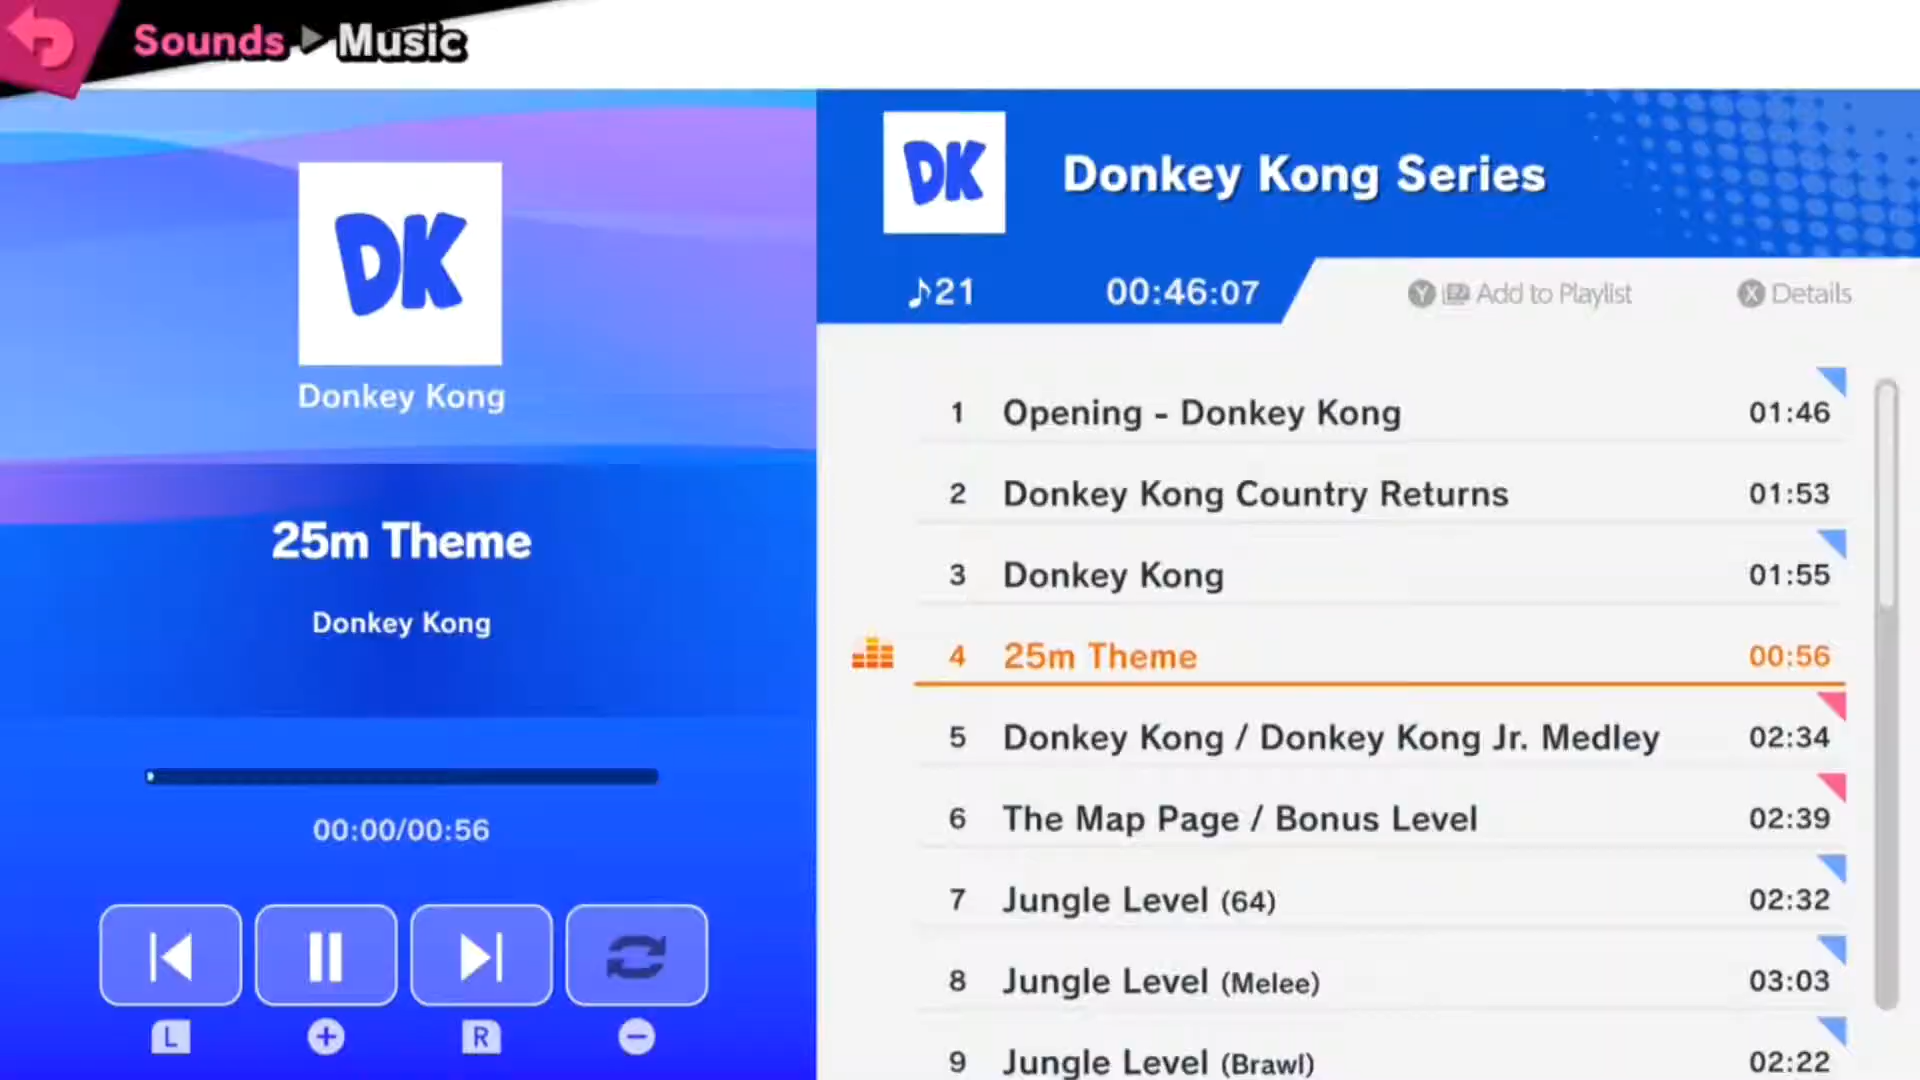 Sounds ▶ Music
DK
Donkey Kong
25m Theme
Donkey Kong
00:00/00:56
L + R −
DK
Donkey Kong Series
♪21 00:46:07
Y Add to Playlist X Details
1 Opening - Donkey Kong 01:46
2 Donkey Kong Country Returns 01:53
3 Donkey Kong 01:55
4 25m Theme 00:56
5 Donkey Kong / Donkey Kong Jr. Medley 02:34
6 The Map Page / Bonus Level 02:39
7 Jungle Level (64) 02:32
8 Jungle Level (Melee) 03:03
9 Jungle Level (Brawl) 02:22